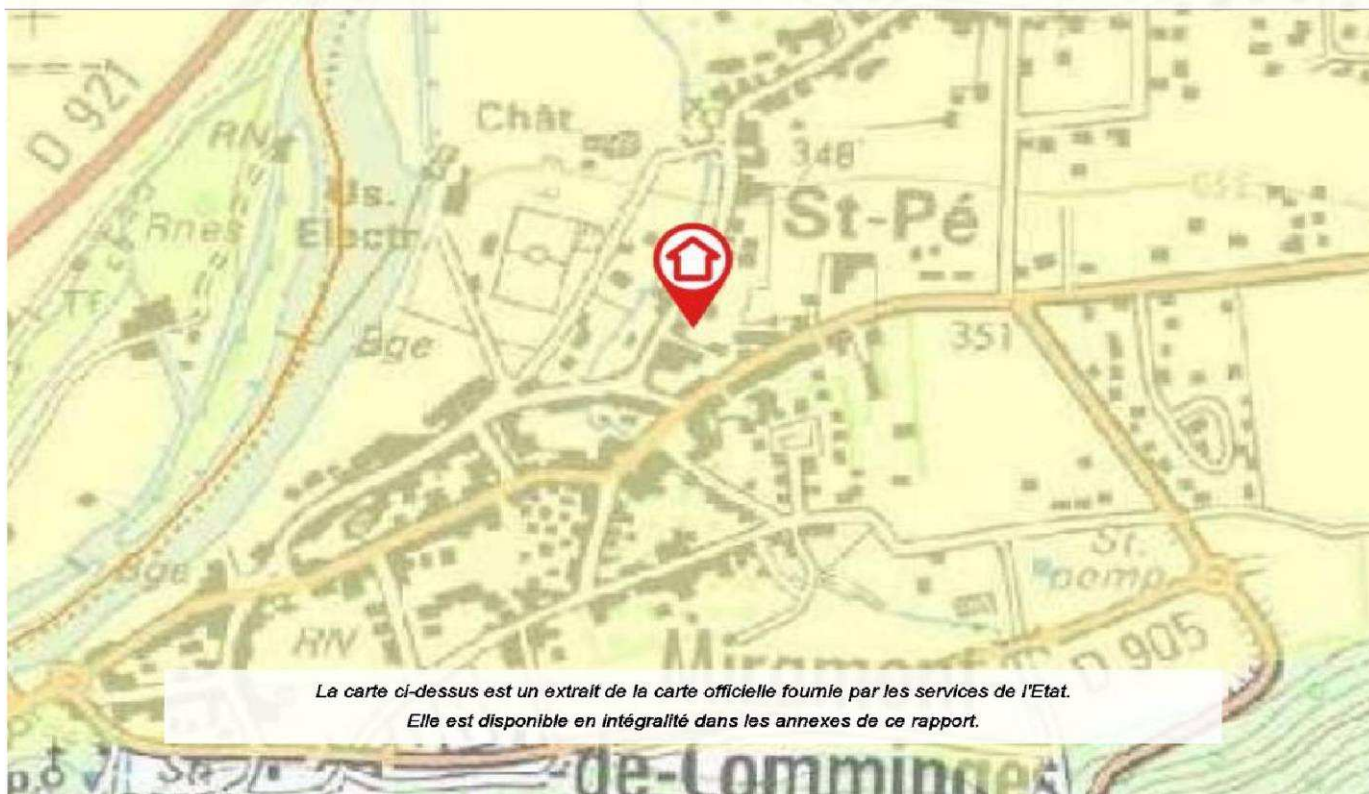 D 921
RN
Chât
348
St-Pé
Us.
Electr
Rnes
Bge
351
Bge
St.
pomp.
RN
Miramont
D 905
La carte ci-dessus est un extrait de la carte officielle fournie par les services de l'Etat.
Elle est disponible en intégralité dans les annexes de ce rapport.
-de-Comminges